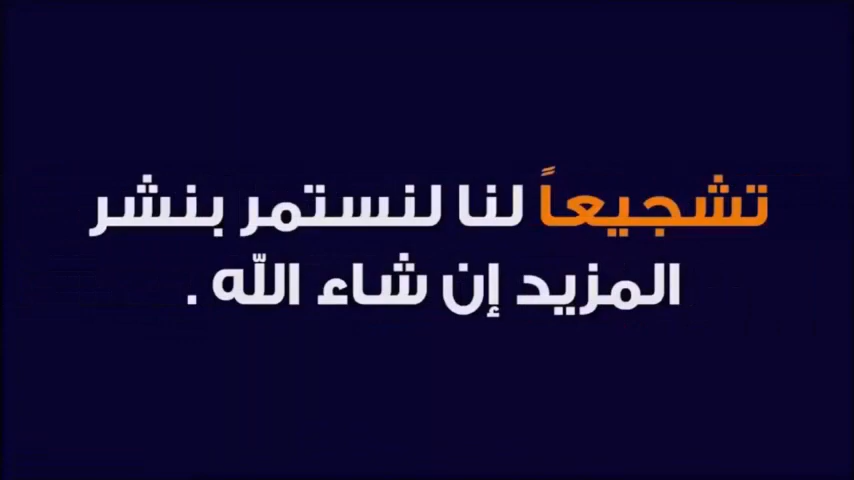 تشجيعاً لنا لنستمر بنشر
المزيد إن شاء الله .